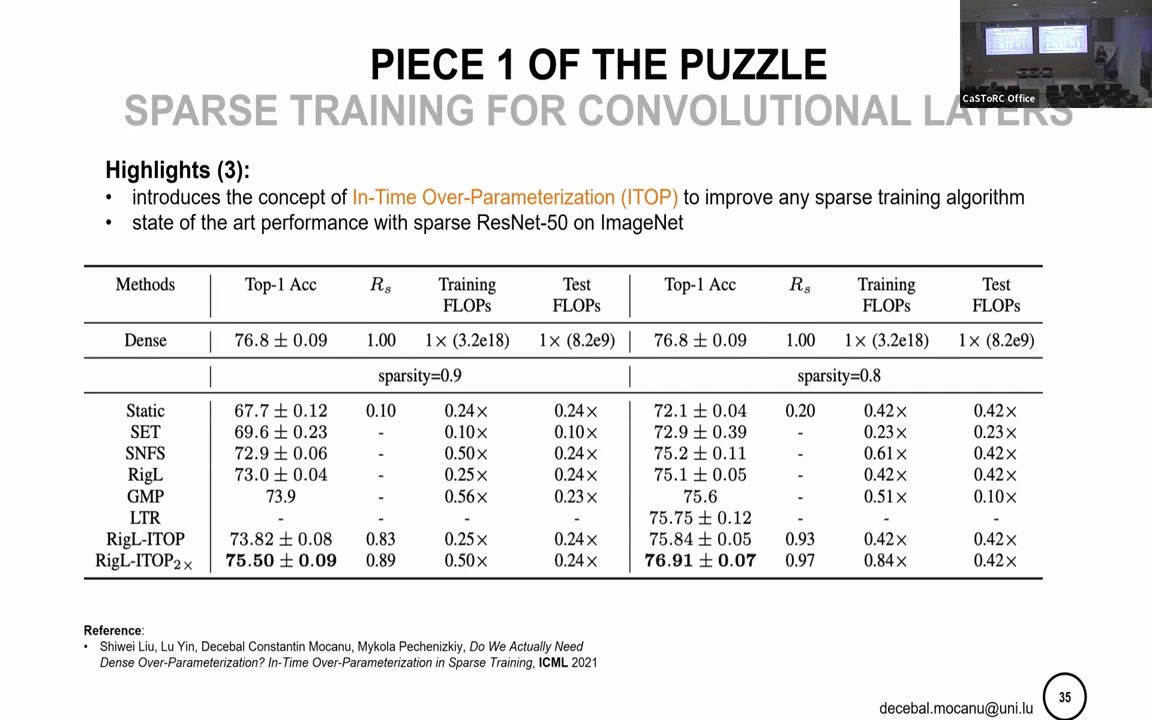 PIECE 1 OF THE PUZZLE
SPARSE TRAINING FOR CONVOLUTIONAL LAYERS
CaSToRC Office
Highlights (3):
• introduces the concept of In-Time Over-Parameterization (ITOP) to improve any sparse training algorithm
• state of the art performance with sparse ResNet-50 on ImageNet
Methods Top-1 Acc Rs Training FLOPs Test FLOPs Top-1 Acc Rs Training FLOPs Test FLOPs
Dense 76.8 ± 0.09 1.00 1× (3.2e18) 1× (8.2e9) 76.8 ± 0.09 1.00 1× (3.2e18) 1× (8.2e9)
sparsity=0.9 sparsity=0.8
Static 67.7 ± 0.12 0.10 0.24× 0.24× 72.1 ± 0.04 0.20 0.42× 0.42×
SET 69.6 ± 0.23 - 0.10× 0.10× 72.9 ± 0.39 - 0.23× 0.23×
SNFS 72.9 ± 0.06 - 0.50× 0.24× 75.2 ± 0.11 - 0.61× 0.42×
RigL 73.0 ± 0.04 - 0.25× 0.24× 75.1 ± 0.05 - 0.42× 0.42×
GMP 73.9 - 0.56× 0.23× 75.6 - 0.51× 0.10×
LTR - - - - 75.75 ± 0.12 - - -
RigL-ITOP 73.82 ± 0.08 0.83 0.25× 0.24× 75.84 ± 0.05 0.93 0.42× 0.42×
RigL-ITOP2× 75.50 ± 0.09 0.89 0.50× 0.24× 76.91 ± 0.07 0.97 0.84× 0.42×
Reference:
• Shiwei Liu, Lu Yin, Decebal Constantin Mocanu, Mykola Pechenizkiy, Do We Actually Need
Dense Over-Parameterization? In-Time Over-Parameterization in Sparse Training, ICML 2021
decebal.mocanu@uni.lu
35